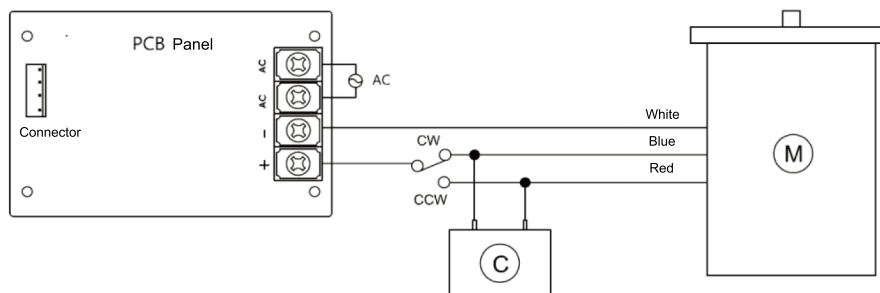 PCB Panel
Connector
AC
AC
−
+
AC
CW
CCW
White
Blue
Red
M
C